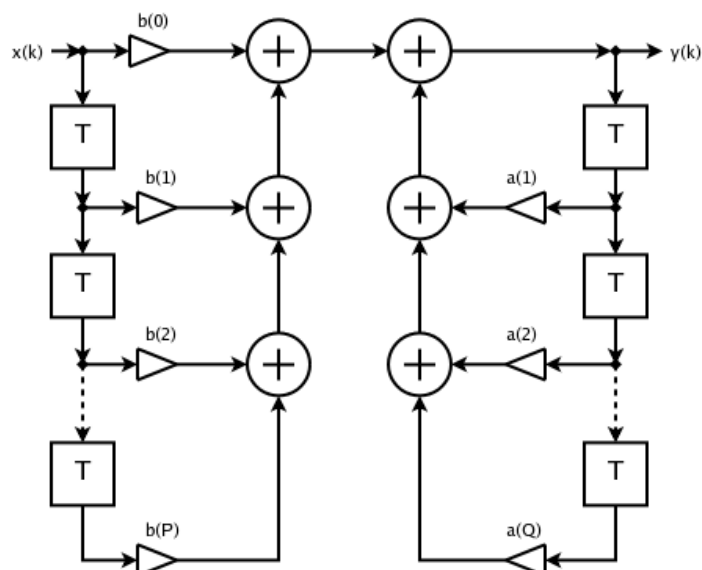 b(0)
x(k)
y(k)
T
T
b(1)
a(1)
T
T
b(2)
a(2)
T
T
b(P)
a(Q)